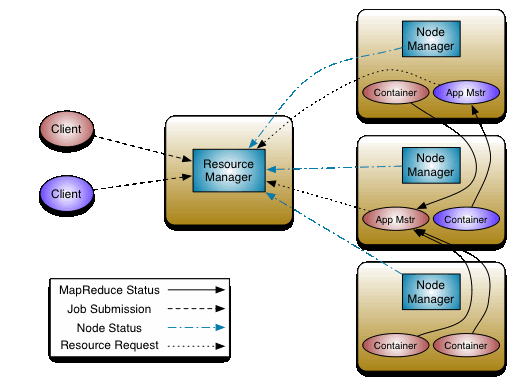 Node
Manager
Container
App Mstr
Client
Client
Resource
Manager
Node
Manager
App Mstr
Container
Node
Manager
Container
Container
MapReduce Status
Job Submission
Node Status
Resource Request